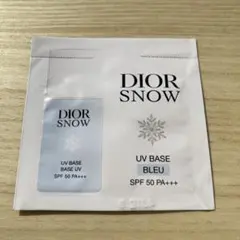 DIOR
SNOW
UV BASE
BASE UV
SPF 50 PA+++
DIOR
SNOW
UV BASE
BLEU
SPF 50 PA+++